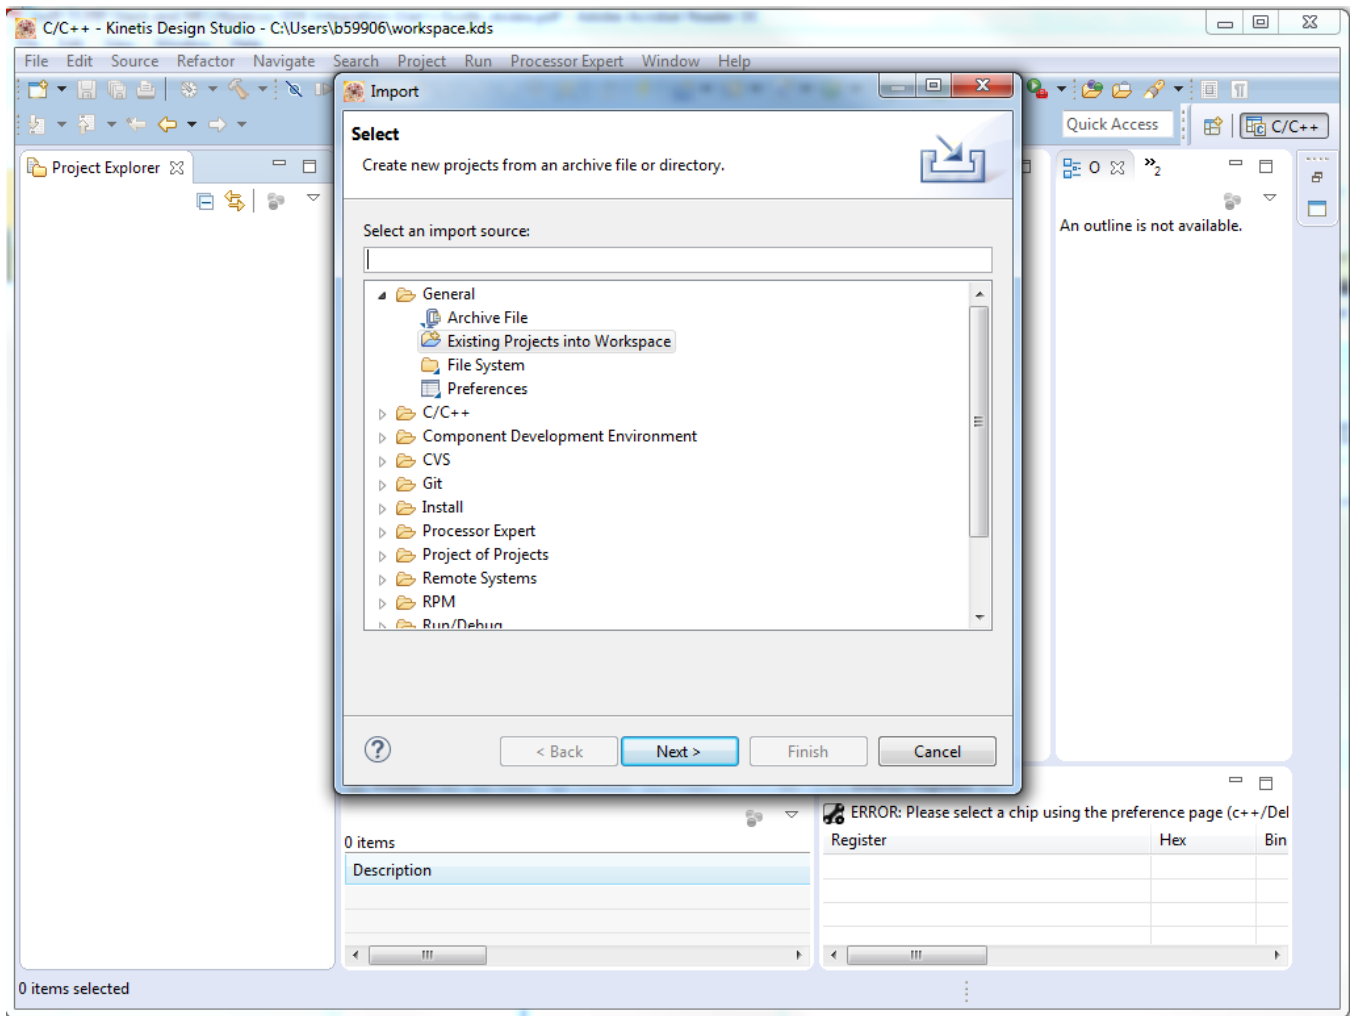 C/C++ - Kinetis Design Studio - C:\Users\b59906\workspace.kds
File Edit Source Refactor Navigate Search Project Run Processor Expert Window Help
Import
Quick Access
C/C++
Select
Create new projects from an archive file or directory.
Project Explorer
O
»2
An outline is not available.
Select an import source:
General
Archive File
Existing Projects into Workspace
File System
Preferences
C/C++
Component Development Environment
CVS
Git
Install
Processor Expert
Project of Projects
Remote Systems
RPM
Run/Debug
?
< Back
Next >
Finish
Cancel
ERROR: Please select a chip using the preference page (c++/Del
0 items
Register Hex Bin
Description
0 items selected